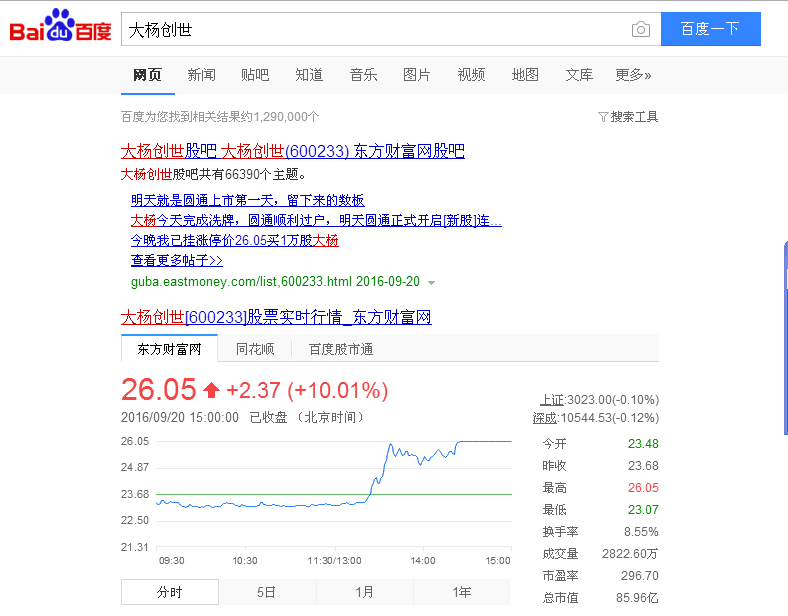 Bai du 百度
大杨创世
百度一下
网页 新闻 贴吧 知道 音乐 图片 视频 地图 文库 更多»
百度为您找到相关结果约1,290,000个
搜索工具
大杨创世股吧_大杨创世(600233)_东方财富网股吧
大杨创世股吧共有66390个主题。
明天就是圆通上市第一天，留下来的数板
大杨今天完成洗牌，圆通顺利过户，明天圆通正式开启[新股]连...
今晚我已挂涨停价26.05买1万股大杨
查看更多帖子>>
guba.eastmoney.com/list,600233.html 2016-09-20
大杨创世[600233]股票实时行情_东方财富网
东方财富网 同花顺 百度股市通
26.05 +2.37 (+10.01%)
2016/09/20 15:00:00 已收盘 （北京时间）
上证:3023.00(-0.10%)
深成:10544.53(-0.12%)
26.05
24.87
23.68
22.50
21.31
09:30 10:30 11:30/13:00 14:00 15:00
今开 23.48
昨收 23.68
最高 26.05
最低 23.07
换手率 8.55%
成交量 2822.60万
市盈率 296.70
总市值 85.96亿
分时 5日 1月 1年